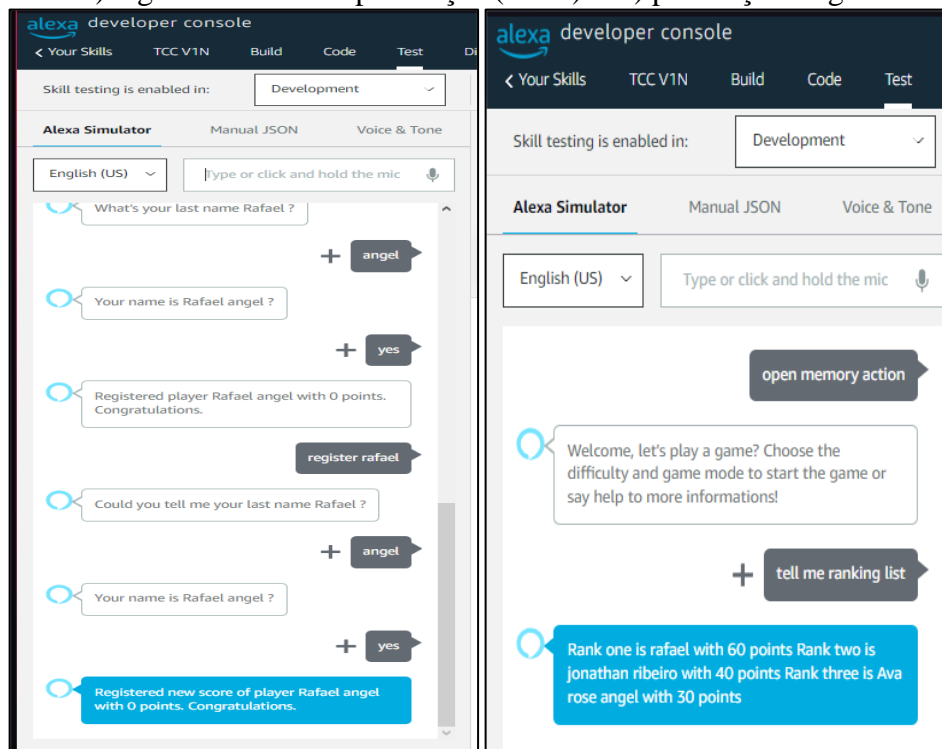 alexa developer console
Your Skills TCC V1N Build Code Test Di
Skill testing is enabled in: Development
Alexa Simulator Manual JSON Voice & Tone
English (US) Type or click and hold the mic
What's your last name Rafael ?
angel
Your name is Rafael angel ?
yes
Registered player Rafael angel with 0 points.
Congratulations.
register rafael
Could you tell me your last name Rafael ?
angel
Your name is Rafael angel ?
yes
Registered new score of player Rafael angel
with 0 points. Congratulations.
alexa developer console
Your Skills TCC V1N Build Code Test
Skill testing is enabled in: Development
Alexa Simulator Manual JSON Voice & Tone
English (US) Type or click and hold the mic
open memory action
Welcome, let's play a game? Choose the
difficulty and game mode to start the game or
say help to more informations!
tell me ranking list
Rank one is rafael with 60 points Rank two is
jonathan ribeiro with 40 points Rank three is Ava
rose angel with 30 points